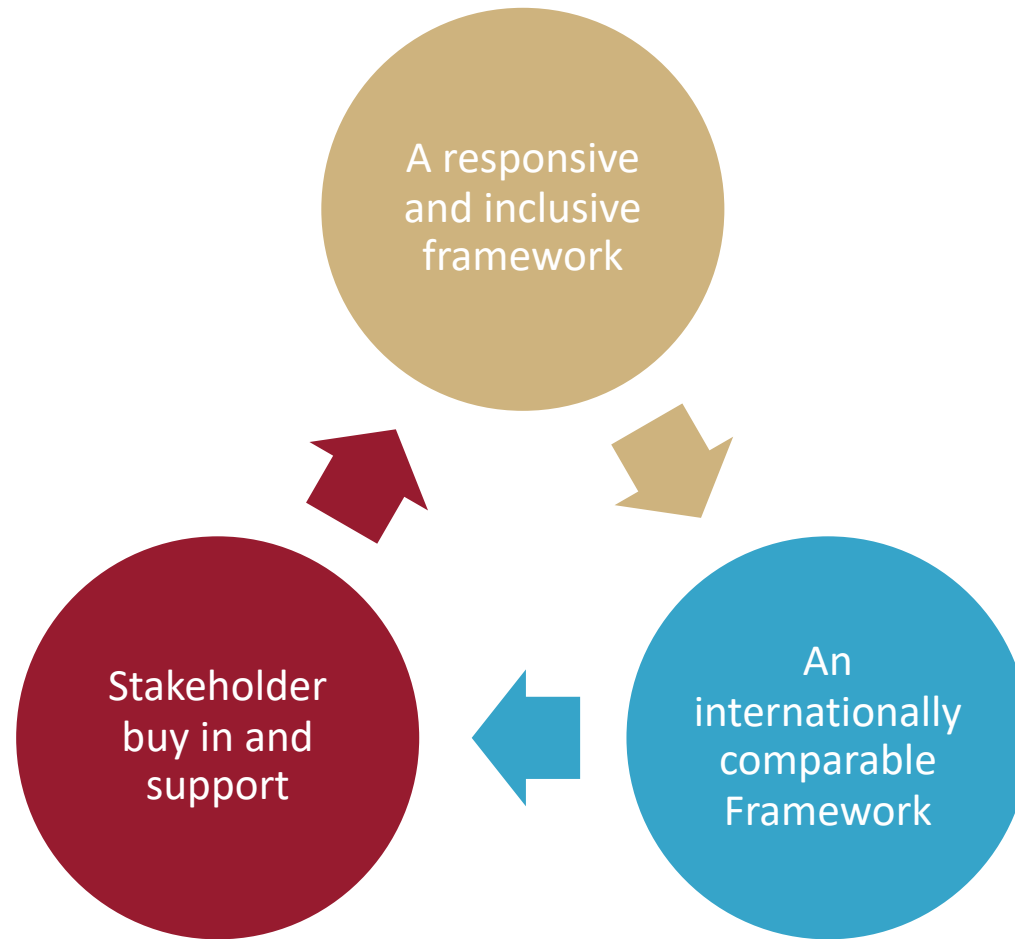 A responsive
and inclusive
framework
Stakeholder
buy in and
support
An
internationally
comparable
Framework